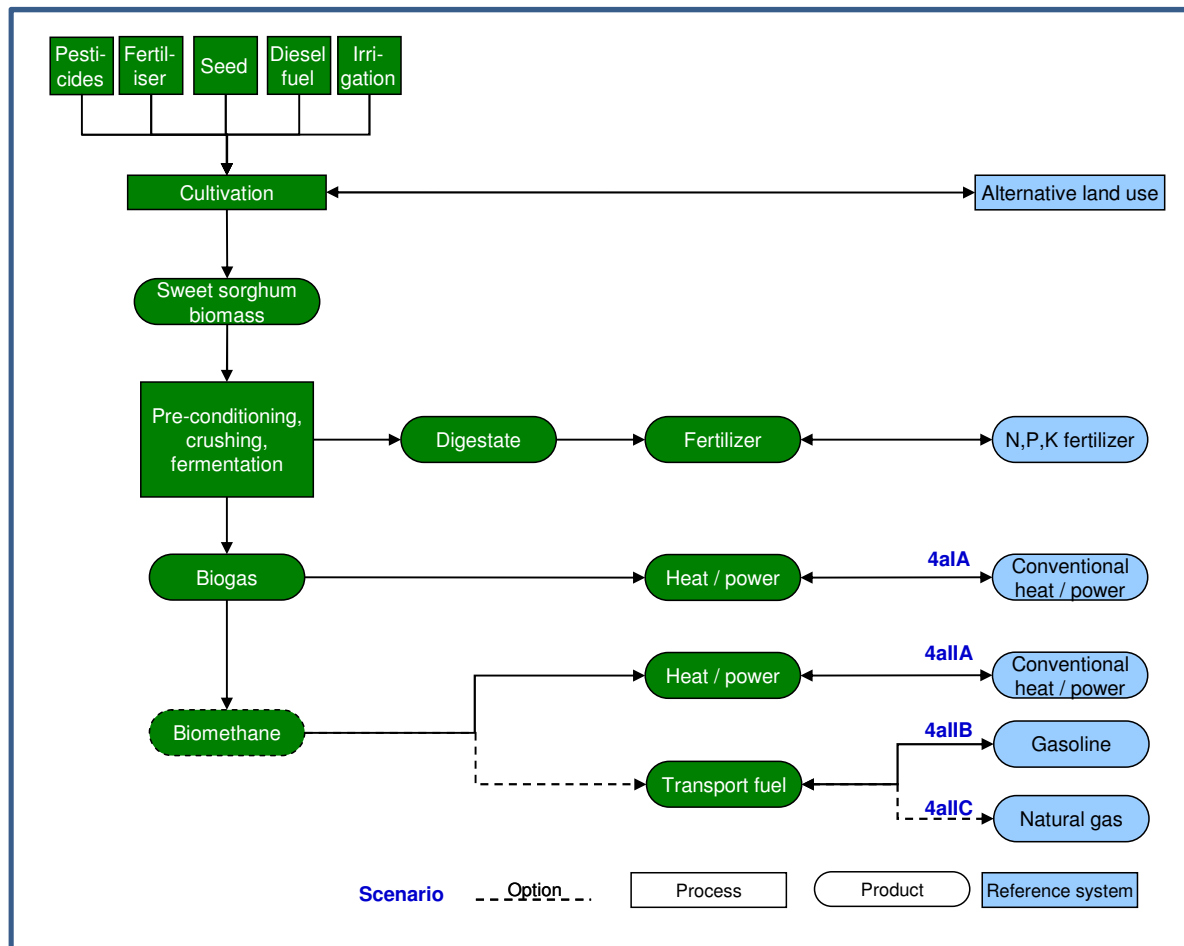 Pesti-
cides
Fertil-
iser
Seed
Diesel
fuel
Irri-
gation
Cultivation
Alternative land use
Sweet sorghum
biomass
Pre-conditioning,
crushing,
fermentation
Digestate
Fertilizer
N,P,K fertilizer
Biogas
Heat / power
4aIA
Conventional
heat / power
Heat / power
4aIIA
Conventional
heat / power
Biomethane
4aIIB
Gasoline
Transport fuel
4aIIC
Natural gas
Scenario
Option
Process
Product
Reference system